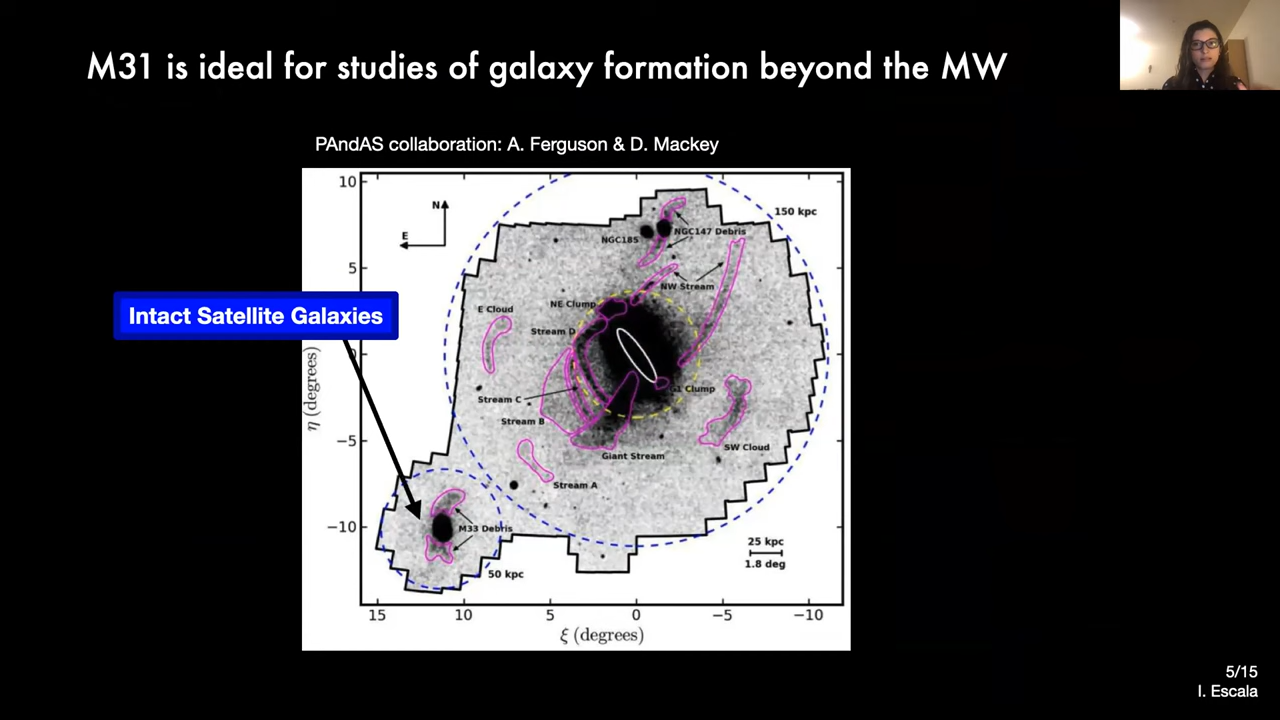 M31 is ideal for studies of galaxy formation beyond the MW
PAndAS collaboration: A. Ferguson & D. Mackey
10
5
0
−5
−10
η (degrees)
N
E
150 kpc
NGC185
NGC147 Debris
NW Stream
NE Clump
E Cloud
Stream D
Intact Satellite Galaxies
G1 Clump
Stream C
Stream B
SW Cloud
Giant Stream
Stream A
M33 Debris
25 kpc
1.8 deg
50 kpc
15
10
5
0
−5
−10
ξ (degrees)
5/15
I. Escala